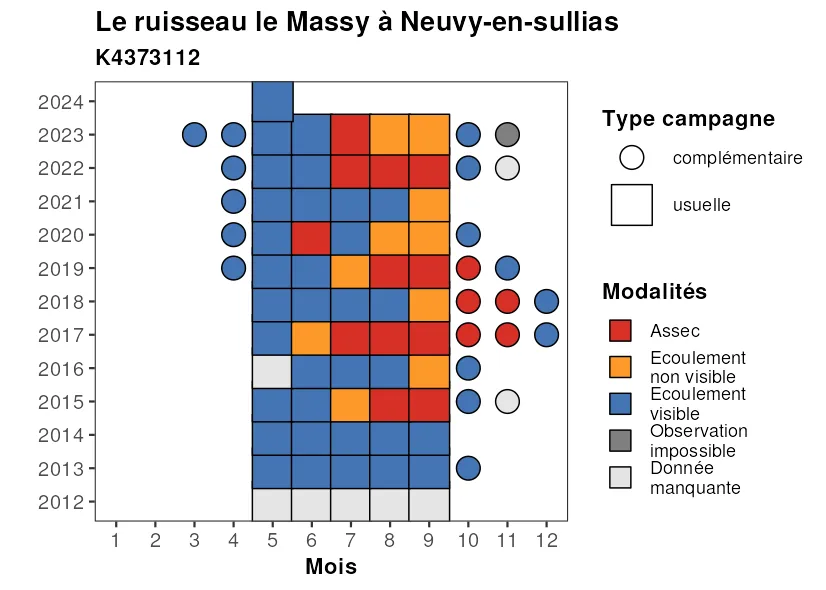 Le ruisseau le Massy à Neuvy-en-sullias
K4373112
2024
2023
2022
2021
2020
2019
2018
2017
2016
2015
2014
2013
2012
1 2 3 4 5 6 7 8 9 10 11 12
Mois
Type campagne
complémentaire
usuelle
Modalités
Assec
Ecoulement
non visible
Ecoulement
visible
Observation
impossible
Donnée
manquante